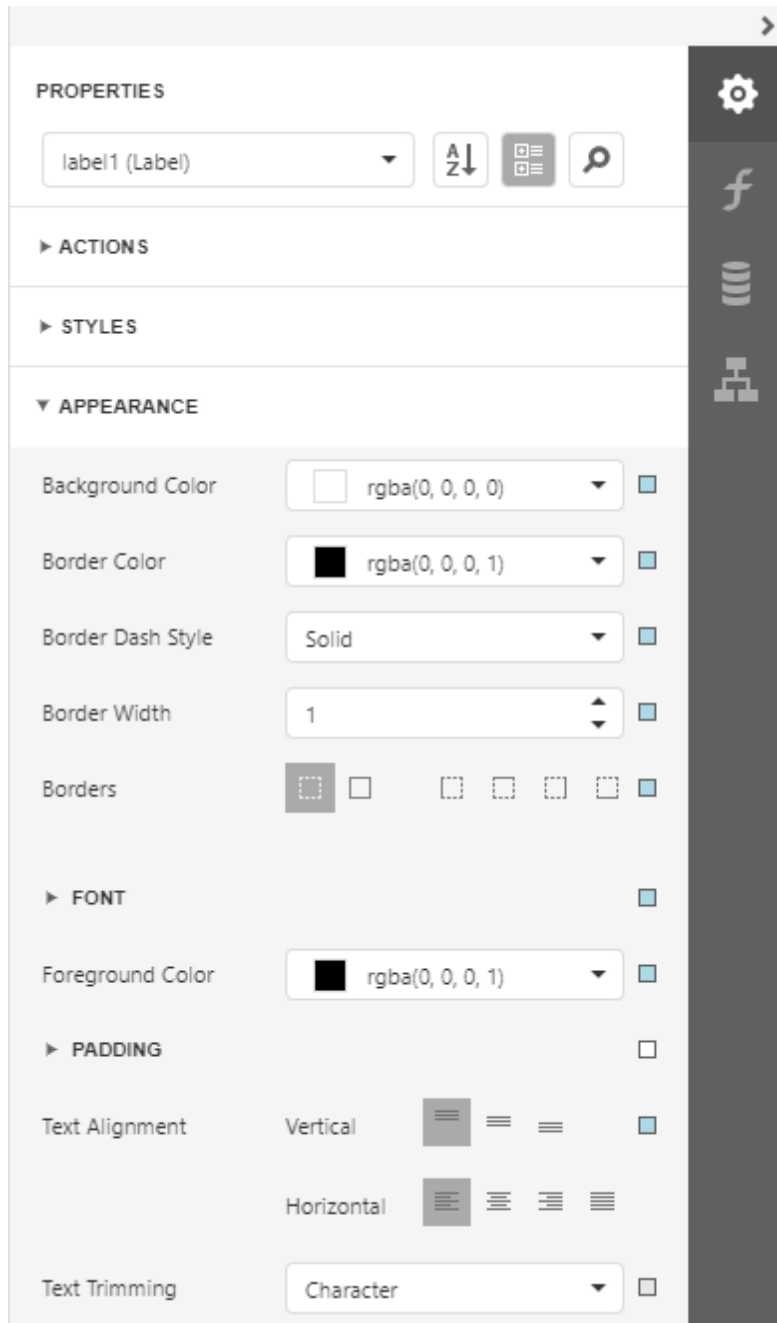 PROPERTIES
label1 (Label)
A
Z
f
ACTIONS
STYLES
APPEARANCE
Background Color rgba(0, 0, 0, 0)
Border Color rgba(0, 0, 0, 1)
Border Dash Style Solid
Border Width 1
Borders
FONT
Foreground Color rgba(0, 0, 0, 1)
PADDING
Text Alignment Vertical
Horizontal
Text Trimming Character